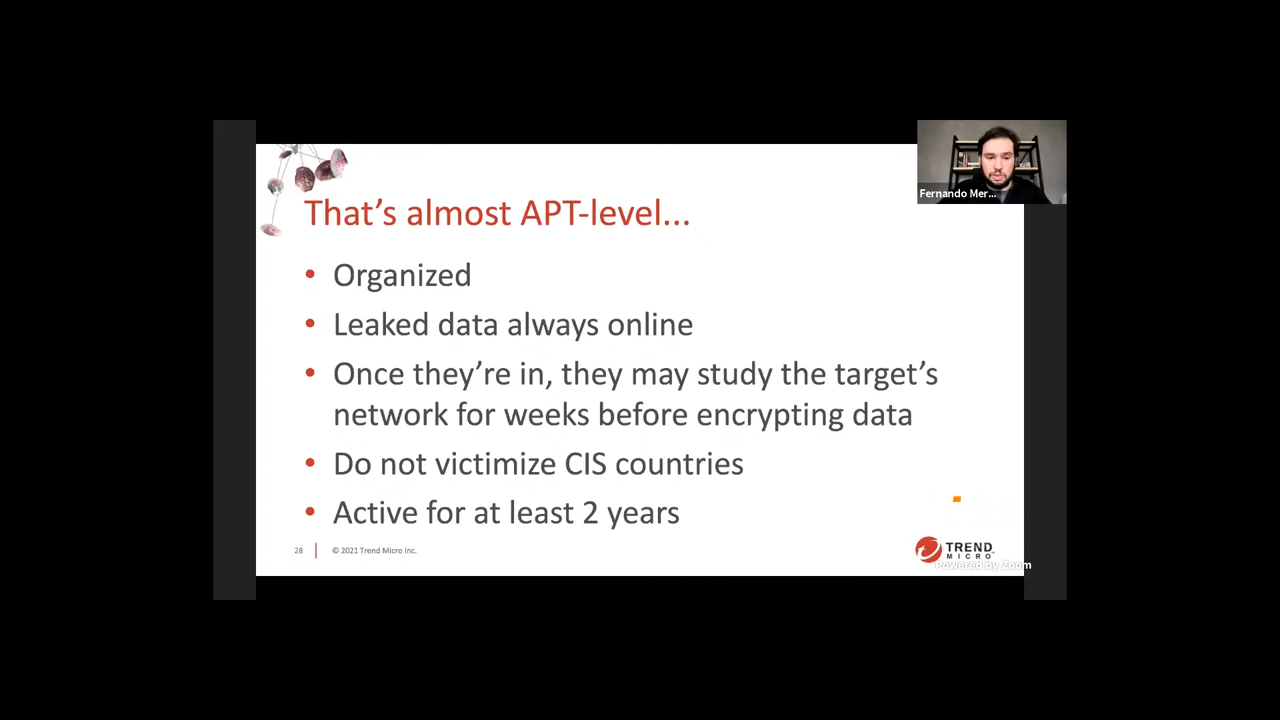 Fernando Mer...
That’s almost APT-level...
• Organized
• Leaked data always online
• Once they’re in, they may study the target’s
network for weeks before encrypting data
• Do not victimize CIS countries
• Active for at least 2 years
28
© 2021 Trend Micro Inc.
TREND
MICRO
Powered by Zoom